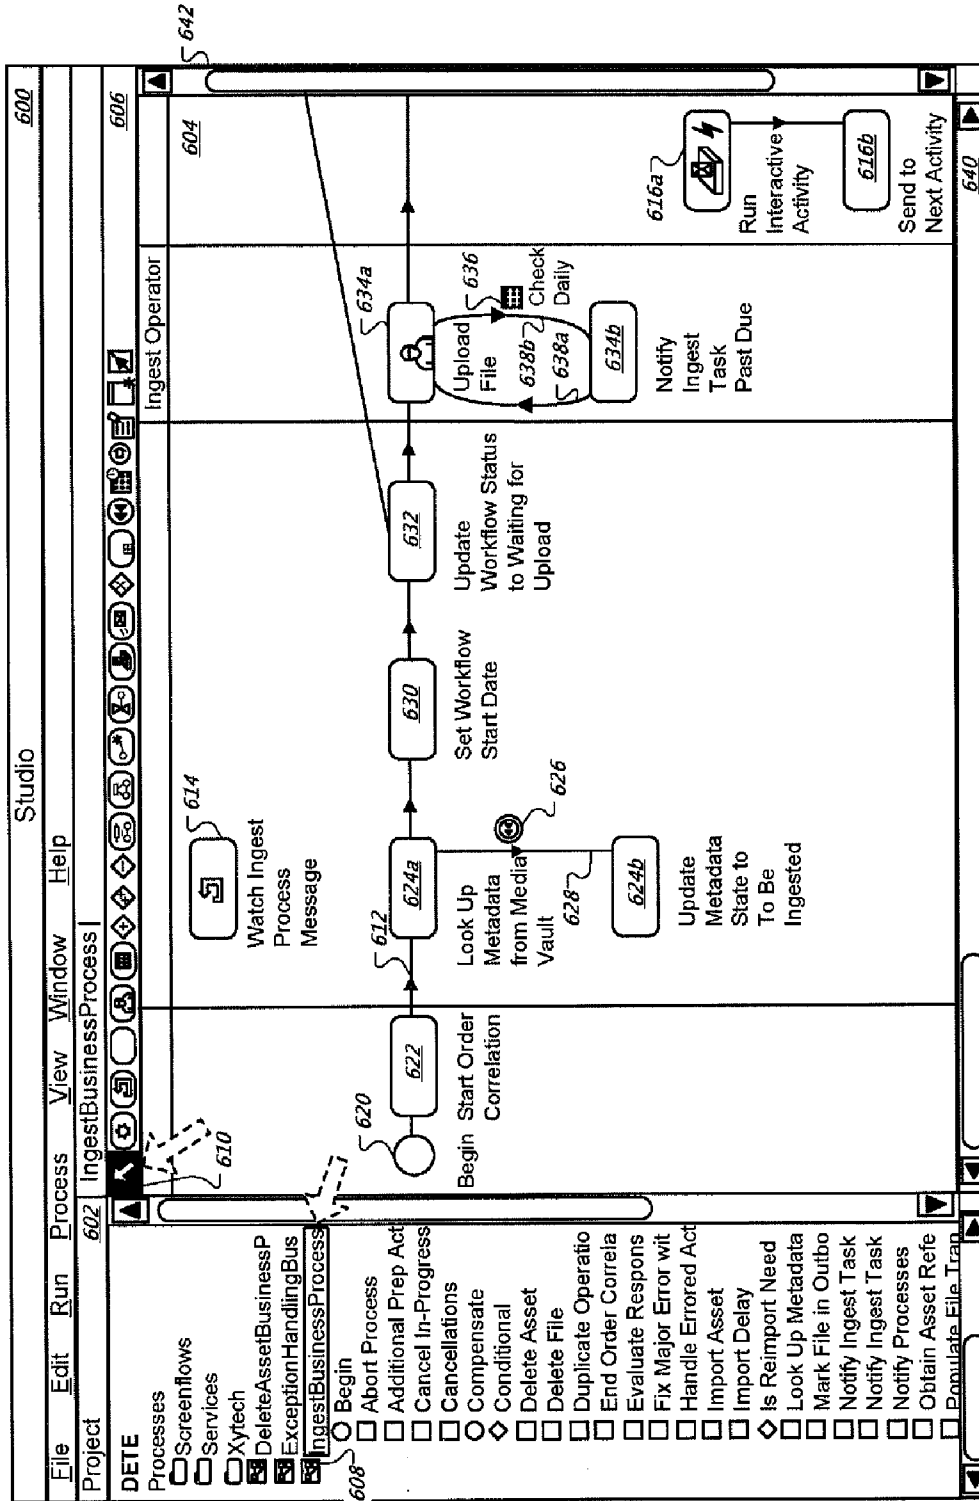 Studio
600
File Edit Run Process View Window Help
Project
602
IngestBusinessProcess
606
DETE
Processes
Screenflows
Services
Xytech
DeleteAssetBusinessP
ExceptionHandlingBus
IngestBusinessProcess
608
Begin
Abort Process
Additional Prep Act
Cancel In-Progress
Cancellations
Compensate
Conditional
Delete Asset
Delete File
Duplicate Operatio
End Order Correla
Evaluate Respons
Fix Major Error wit
Handle Errored Act
Import Asset
Import Delay
Is Reimport Need
Look Up Metadata
Mark File in Outbo
Notify Ingest Task
Notify Ingest Task
Notify Processes
Obtain Asset Refe
Populate File Tran
610
Ingest Operator
604
642
614
Watch Ingest
Process
Message
620
Begin
622
Start Order
Correlation
612
624a
Look Up
Metadata
from Media
Vault
626
628
624b
Update
Metadata
State to
To Be
Ingested
630
Set Workflow
Start Date
632
Update
Workflow Status
to Waiting for
Upload
634a
Upload
File
636
Check
Daily
638b
638a
634b
Notify
Ingest
Task
Past Due
616a
Run
Interactive
Activity
616b
Send to
Next Activity
640